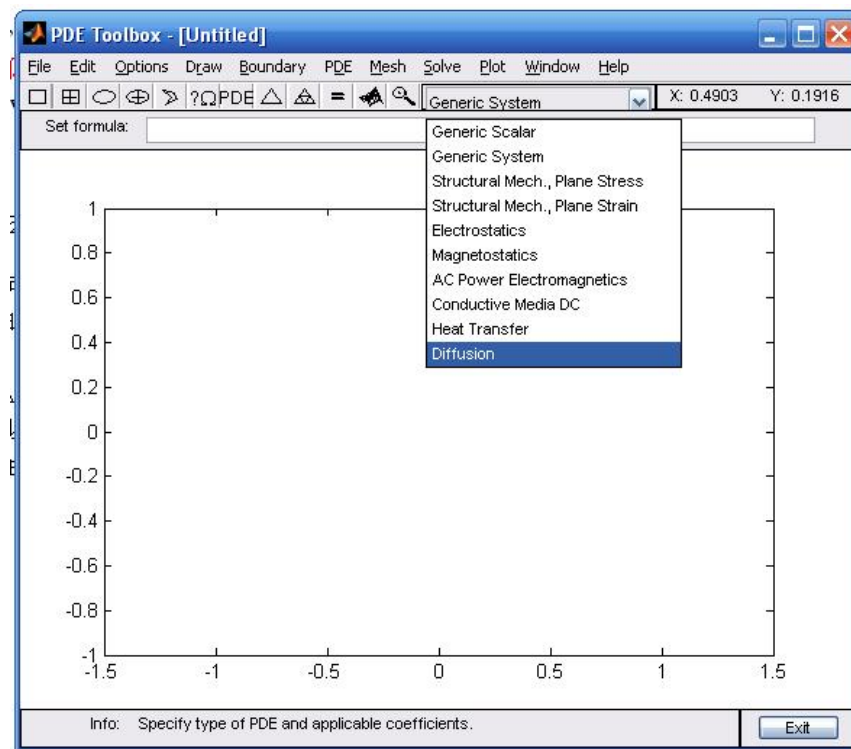 PDE Toolbox - [Untitled]
File Edit Options Draw Boundary PDE Mesh Solve Plot Window Help
?Ω PDE = Generic System X: 0.4903 Y: 0.1916
Set formula:
Generic Scalar
Generic System
Structural Mech., Plane Stress
Structural Mech., Plane Strain
Electrostatics
Magnetostatics
AC Power Electromagnetics
Conductive Media DC
Heat Transfer
Diffusion
1
0.8
0.6
0.4
0.2
0
-0.2
-0.4
-0.6
-0.8
-1
-1.5 -1 -0.5 0 0.5 1 1.5
Info: Specify type of PDE and applicable coefficients.
Exit